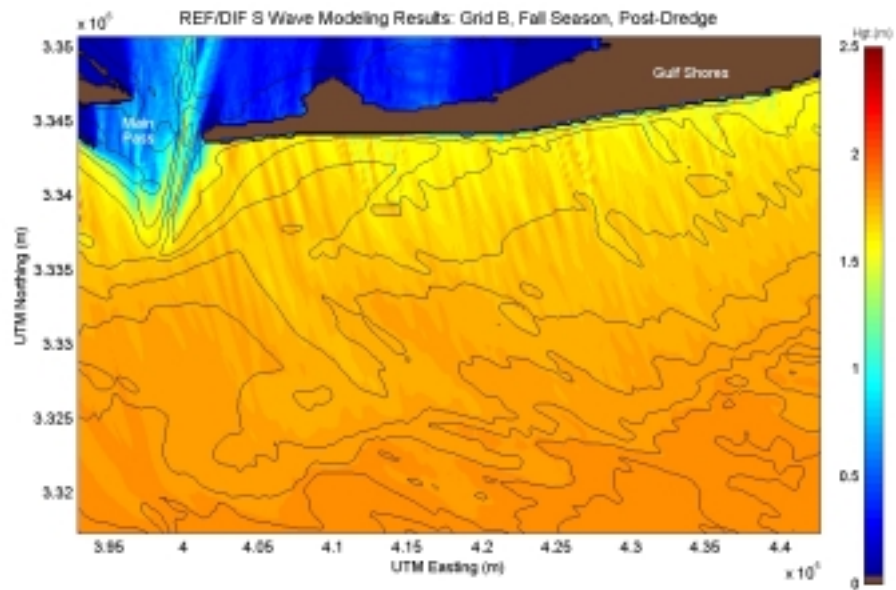 REF/DIF S Wave Modeling Results: Grid B, Fall Season, Post-Dredge
x 10⁶
Hgt.(m)
3.35
3.345
3.34
3.335
3.33
3.325
3.32
UTM Northing (m)
Main
Pass
Gulf Shores
3.95
4
4.05
4.1
4.15
4.2
4.25
4.3
4.35
4.4
UTM Easting (m)
x 10⁵
2.5
2
1.5
1
0.5
0